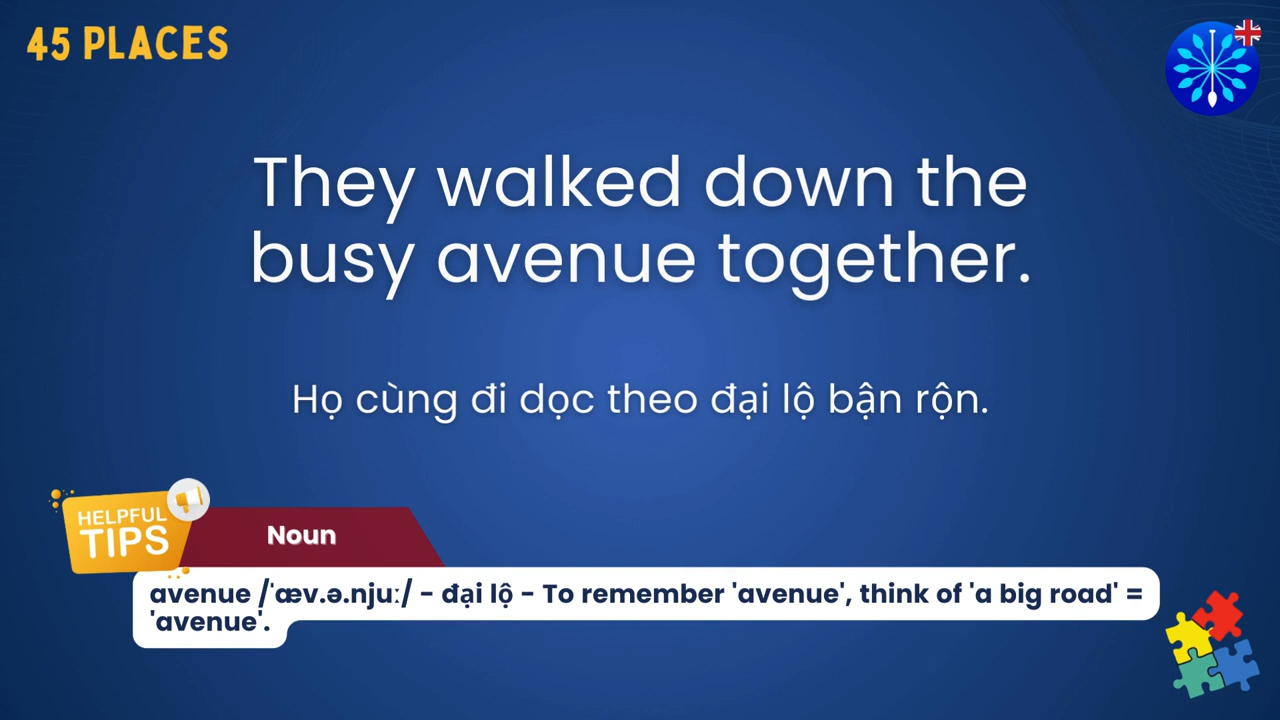 45 PLACES
They walked down the
busy avenue together.
Họ cùng đi dọc theo đại lộ bận rộn.
HELPFUL
TIPS
Noun
avenue /ˈæv.ə.njuː/ - đại lộ - To remember 'avenue', think of 'a big road' =
'avenue'.